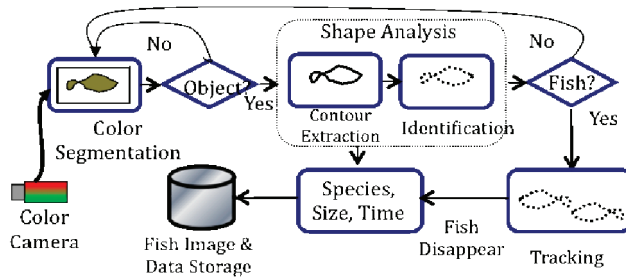 No
Shape Analysis
No
Object?
Yes
Fish?
Color
Segmentation
Contour
Extraction
Identification
Yes
Color
Camera
Fish Image &
Data Storage
Species,
Size, Time
Fish
Disappear
Tracking